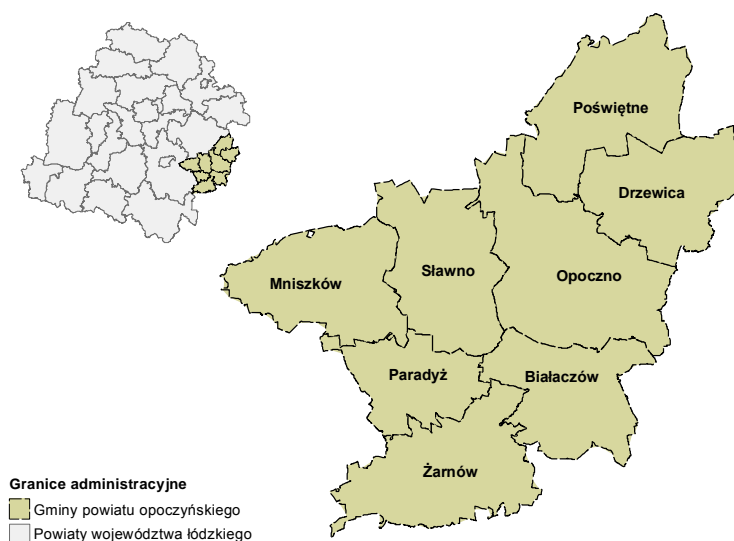 Poświętne
Drzewica
Mniszków
Sławno
Opoczno
Paradyż
Białaczów
Żarnów
Granice administracyjne
Gminy powiatu opoczyńskiego
Powiaty województwa łódzkiego